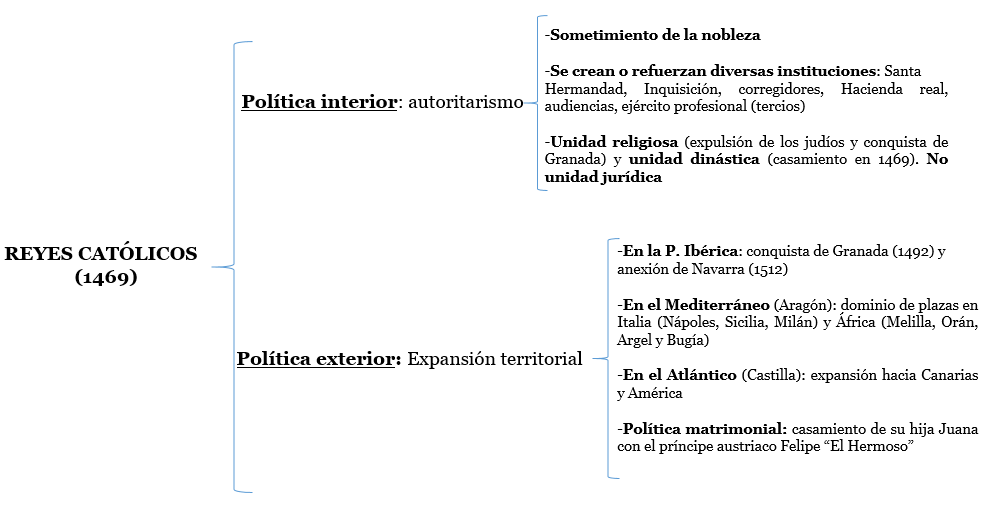 REYES CATÓLICOS
(1469)
Política interior: autoritarismo
-Sometimiento de la nobleza
-Se crean o refuerzan diversas instituciones: Santa
Hermandad, Inquisición, corregidores, Hacienda real,
audiencias, ejército profesional (tercios)
-Unidad religiosa (expulsión de los judíos y conquista de
Granada) y unidad dinástica (casamiento en 1469). No
unidad jurídica
Política exterior: Expansión territorial
-En la P. Ibérica: conquista de Granada (1492) y
anexión de Navarra (1512)
-En el Mediterráneo (Aragón): dominio de plazas en
Italia (Nápoles, Sicilia, Milán) y África (Melilla, Orán,
Argel y Bugía)
-En el Atlántico (Castilla): expansión hacia Canarias
y América
-Política matrimonial: casamiento de su hija Juana
con el príncipe austriaco Felipe “El Hermoso”